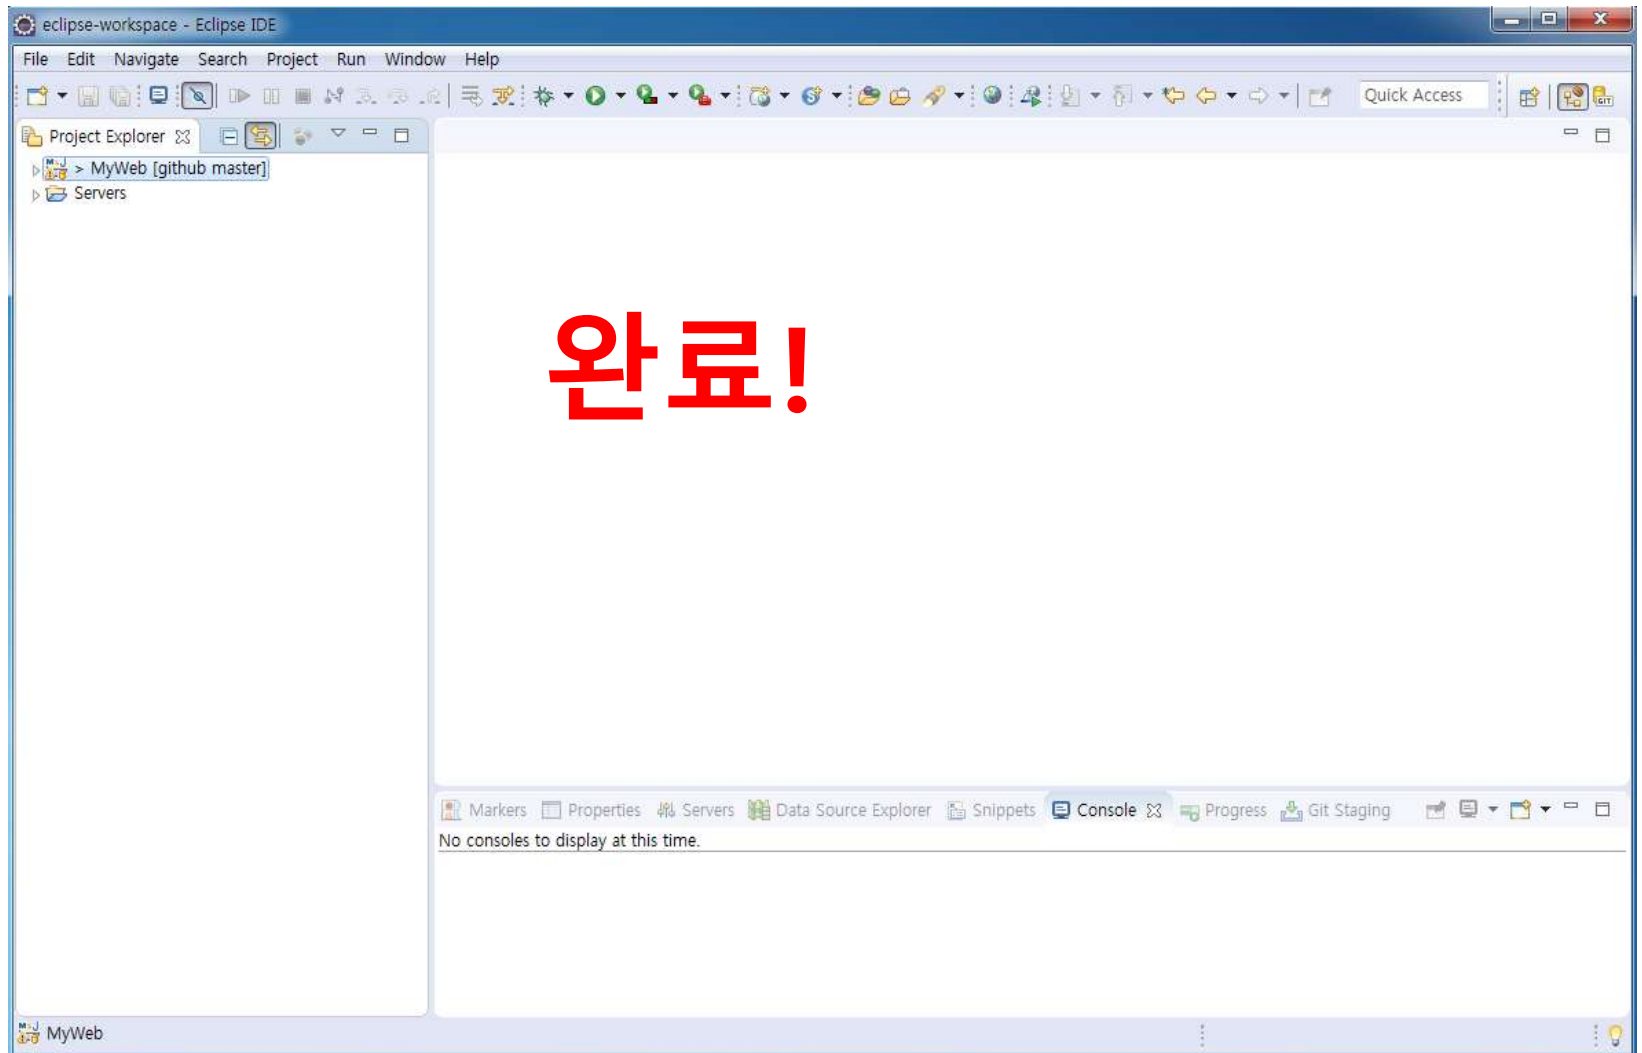 eclipse-workspace - Eclipse IDE
File Edit Navigate Search Project Run Window Help
Quick Access
GIT
Project Explorer
> MyWeb [github master]
Servers
완료!
Markers Properties Servers Data Source Explorer Snippets Console Progress Git Staging
No consoles to display at this time.
MyWeb